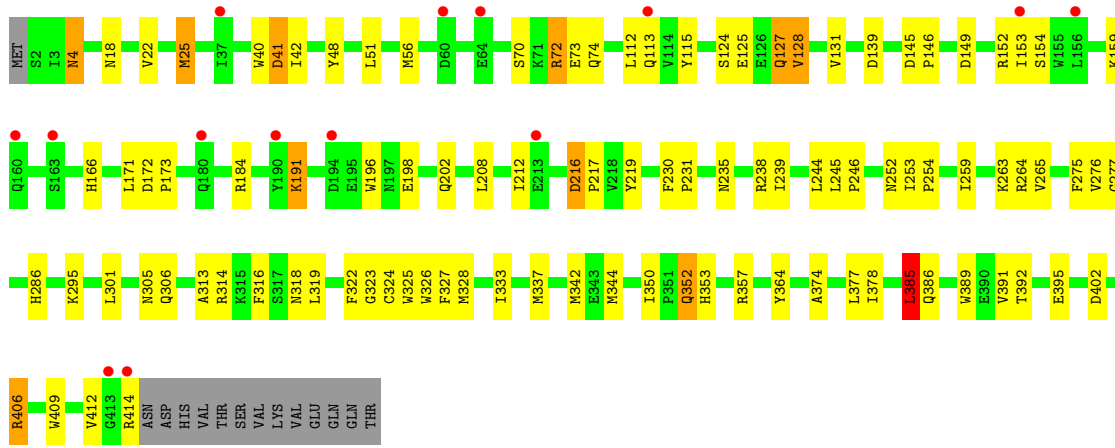 MET S2 I3 N4 N18 V22 M25 I37 W40 D41 I42 Y48 L51 M56 D60 E64 S70 K71 R72 E73 Q74 L112 Q113 V114 Y115 S124 E125 E126 Q127 V128 V131 D139 D145 P146 D149 R152 I153 S154 W155 L156 K159
Q160 S163 H166 L171 D172 P173 Q180 R184 Y190 K191 D194 E195 W196 N197 E198 Q202 L208 I212 E213 D216 P217 V218 Y219 F230 P231 N235 R238 I239 L244 L245 P246 N252 I253 P254 I259 K263 R264 V265 F275 V276 G277
H286 K295 L301 N305 Q306 A313 R314 K315 F316 S317 N318 L319 F322 G323 C324 W325 W326 F327 M328 I333 M337 M342 E343 M344 I350 P351 Q352 H353 R357 Y364 A374 L377 I378 L385 Q386 W389 E390 V391 T392 E395 D402
R406 W409 V412 G413 R414 ASN ASP HIS VAL THR SER VAL LYS VAL GLU GLN GLN THR